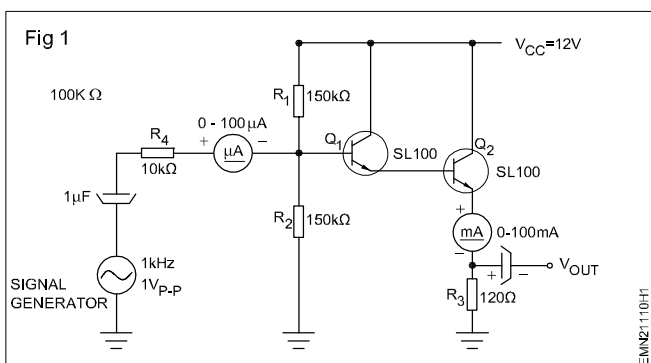 Fig 1
V_CC=12V
100K Ω
R1 150kΩ
0 - 100µA
R4
+ µA -
10kΩ
Q1
SL100
Q2
SL100
1µF
R2 150kΩ
+
mA 0-100mA
-
1kHz
1V_P-P
SIGNAL
GENERATOR
+ -
V_OUT
R3 120Ω
EMN21110H1